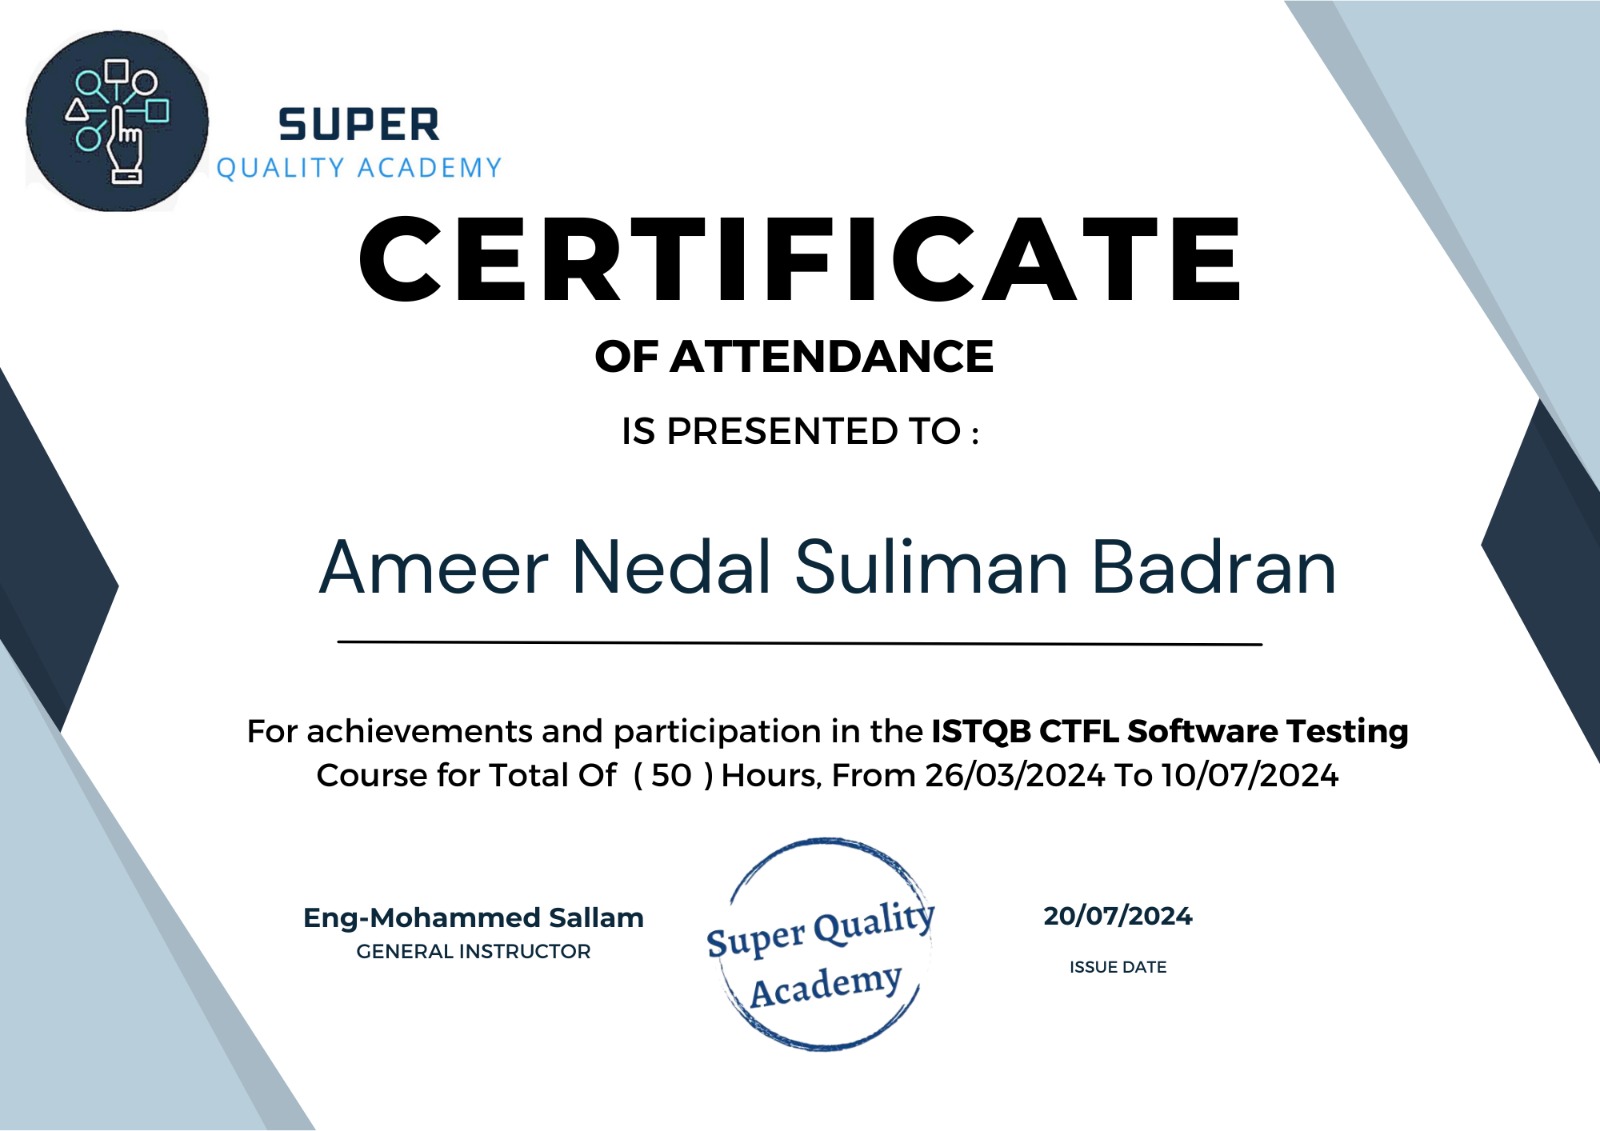 SUPER
QUALITY ACADEMY
CERTIFICATE
OF ATTENDANCE
IS PRESENTED TO :
Ameer Nedal Suliman Badran
For achievements and participation in the ISTQB CTFL Software Testing
Course for Total Of ( 50 ) Hours, From 26/03/2024 To 10/07/2024
Eng-Mohammed Sallam
GENERAL INSTRUCTOR
Super Quality
Academy
20/07/2024
ISSUE DATE